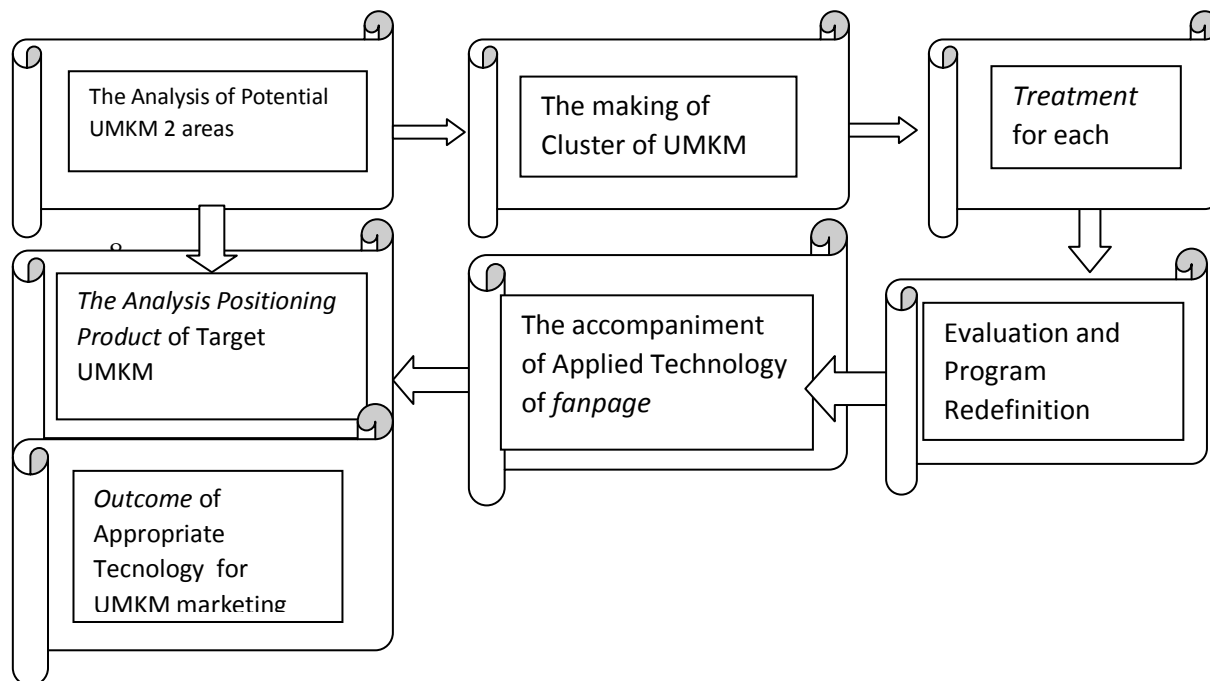 The Analysis of Potential
UMKM 2 areas
The making of
Cluster of UMKM
Treatment
for each
The Analysis Positioning
Product of Target
UMKM
The accompaniment
of Applied Technology
of fanpage
Evaluation and
Program
Redefinition
Outcome of
Appropriate
Tecnology for
UMKM marketing